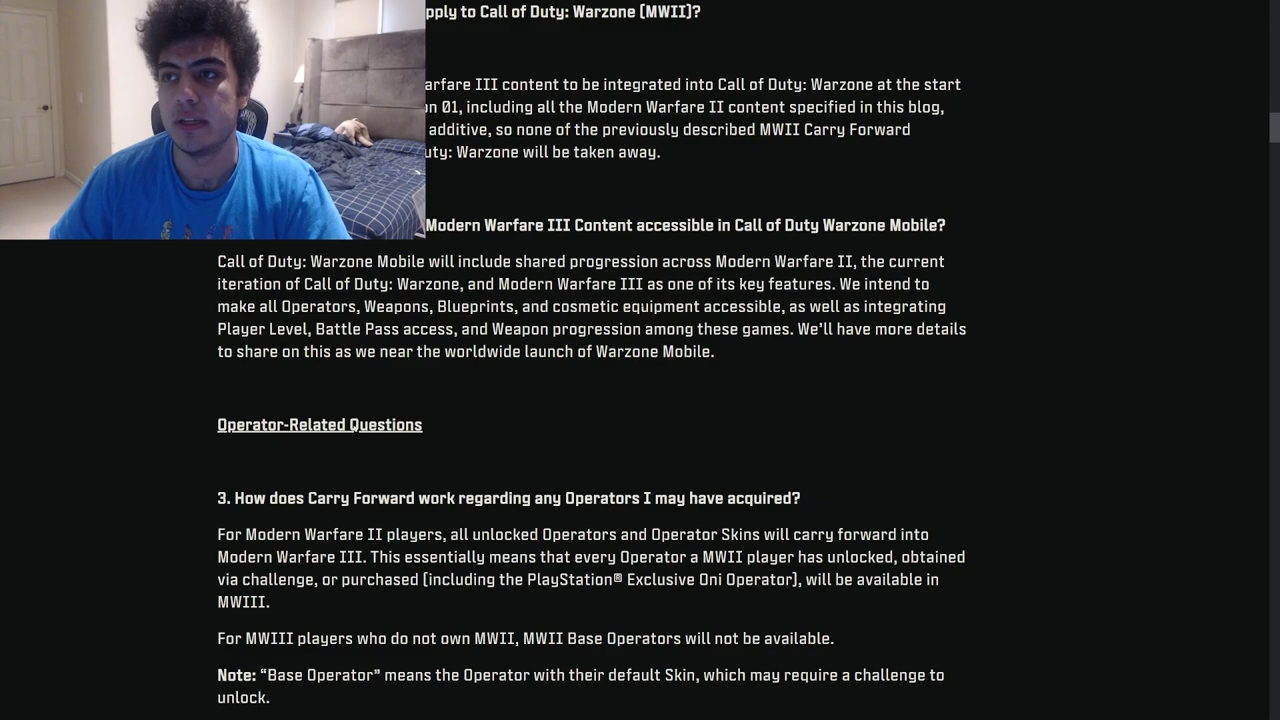 pply to Call of Duty: Warzone (MWII)?
arfare III content to be integrated into Call of Duty: Warzone at the start
on 01, including all the Modern Warfare II content specified in this blog,
additive, so none of the previously described MWII Carry Forward
uty: Warzone will be taken away.
Modern Warfare III Content accessible in Call of Duty Warzone Mobile?
Call of Duty: Warzone Mobile will include shared progression across Modern Warfare II, the current
iteration of Call of Duty: Warzone, and Modern Warfare III as one of its key features. We intend to
make all Operators, Weapons, Blueprints, and cosmetic equipment accessible, as well as integrating
Player Level, Battle Pass access, and Weapon progression among these games. We'll have more details
to share on this as we near the worldwide launch of Warzone Mobile.
Operator-Related Questions
3. How does Carry Forward work regarding any Operators I may have acquired?
For Modern Warfare II players, all unlocked Operators and Operator Skins will carry forward into
Modern Warfare III. This essentially means that every Operator a MWII player has unlocked, obtained
via challenge, or purchased (including the PlayStation® Exclusive Oni Operator), will be available in
MWIII.
For MWIII players who do not own MWII, MWII Base Operators will not be available.
Note: “Base Operator” means the Operator with their default Skin, which may require a challenge to
unlock.